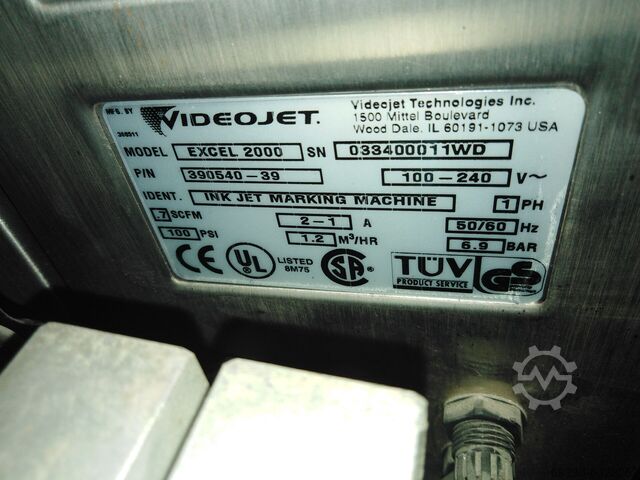 MFG. BY
VIDEOJET.
Videojet Technologies Inc.
1500 Mittel Boulevard
Wood Dale, IL 60191-1073 USA
MODEL EXCEL 2000 SN 033400011WD
P/N 390540-39 100-240 V~
IDENT. INK JET MARKING MACHINE 1 PH
.7 SCFM 2-1 A 50/60 Hz
100 PSI 1.2 M³/HR 6.9 BAR
CE UL LISTED
8M75
SA TÜV
PRODUCT SERVICE
GS